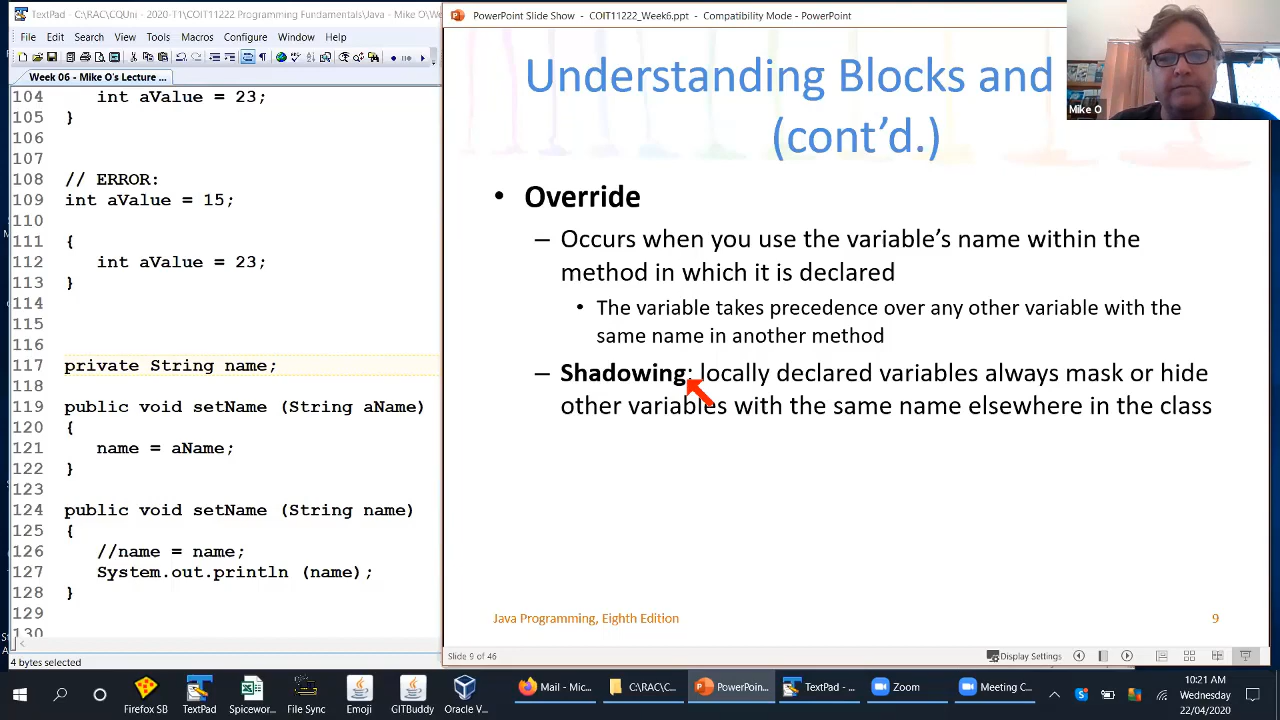 TextPad - C:\RAC\CQUni - 2020-T1\COIT11222 Programming Fundamentals\Java - Mike O's Lecture
File Edit Search View Tools Macros Configure Window Help
Week 06 - Mike O's Lecture ...
104 int aValue = 23;
105 }
106
107
108 // ERROR:
109 int aValue = 15;
110
111 {
112 int aValue = 23;
113 }
114
115
116
117 private String name;
118
119 public void setName (String aName)
120 {
121 name = aName;
122 }
123
124 public void setName (String name)
125 {
126 //name = name;
127 System.out.println (name);
128 }
129
130
4 bytes selected
PowerPoint Slide Show - COIT11222_Week6.ppt - Compatibility Mode - PowerPoint
Understanding Blocks and
(cont'd.)
• Override
– Occurs when you use the variable's name within the
method in which it is declared
• The variable takes precedence over any other variable with the
same name in another method
– Shadowing: locally declared variables always mask or hide
other variables with the same name elsewhere in the class
Java Programming, Eighth Edition
9
Slide 9 of 46
Display Settings
Mike O
Firefox SB
TextPad
Spicewor...
File Sync
Emoji
GITBuddy
Oracle V...
Mail - Mic...
C:\RAC\C...
PowerPoin...
TextPad - ...
Zoom
Meeting C...
10:21 AM
Wednesday
22/04/2020